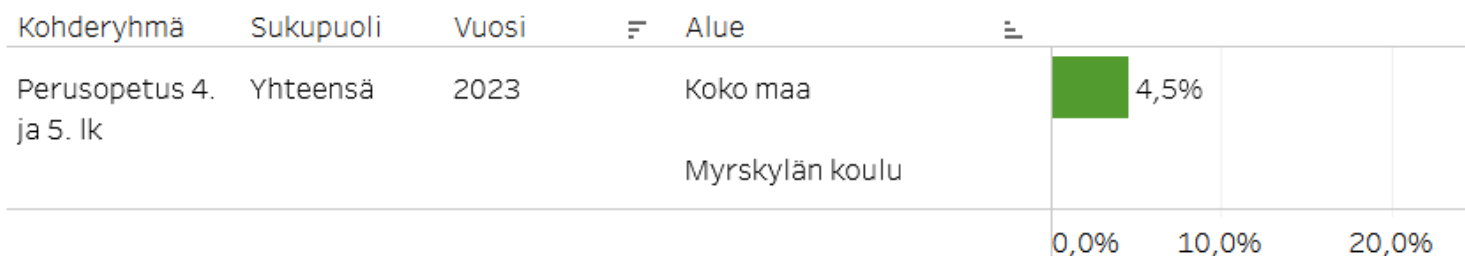 Kohderyhmä Sukupuoli Vuosi Alue
Perusopetus 4. Yhteensä 2023 Koko maa 4,5%
ja 5. lk
Myrskylän koulu
0,0% 10,0% 20,0%